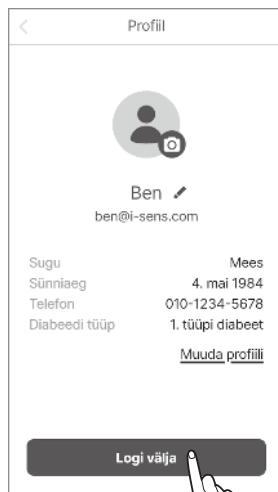 Profiil
Ben
ben@i-sens.com
Sugu Mees
Sünniaeg 4. mai 1984
Telefon 010-1234-5678
Diabeedi tüüp 1. tüüpi diabeet
Muuda profiili
Logi välja